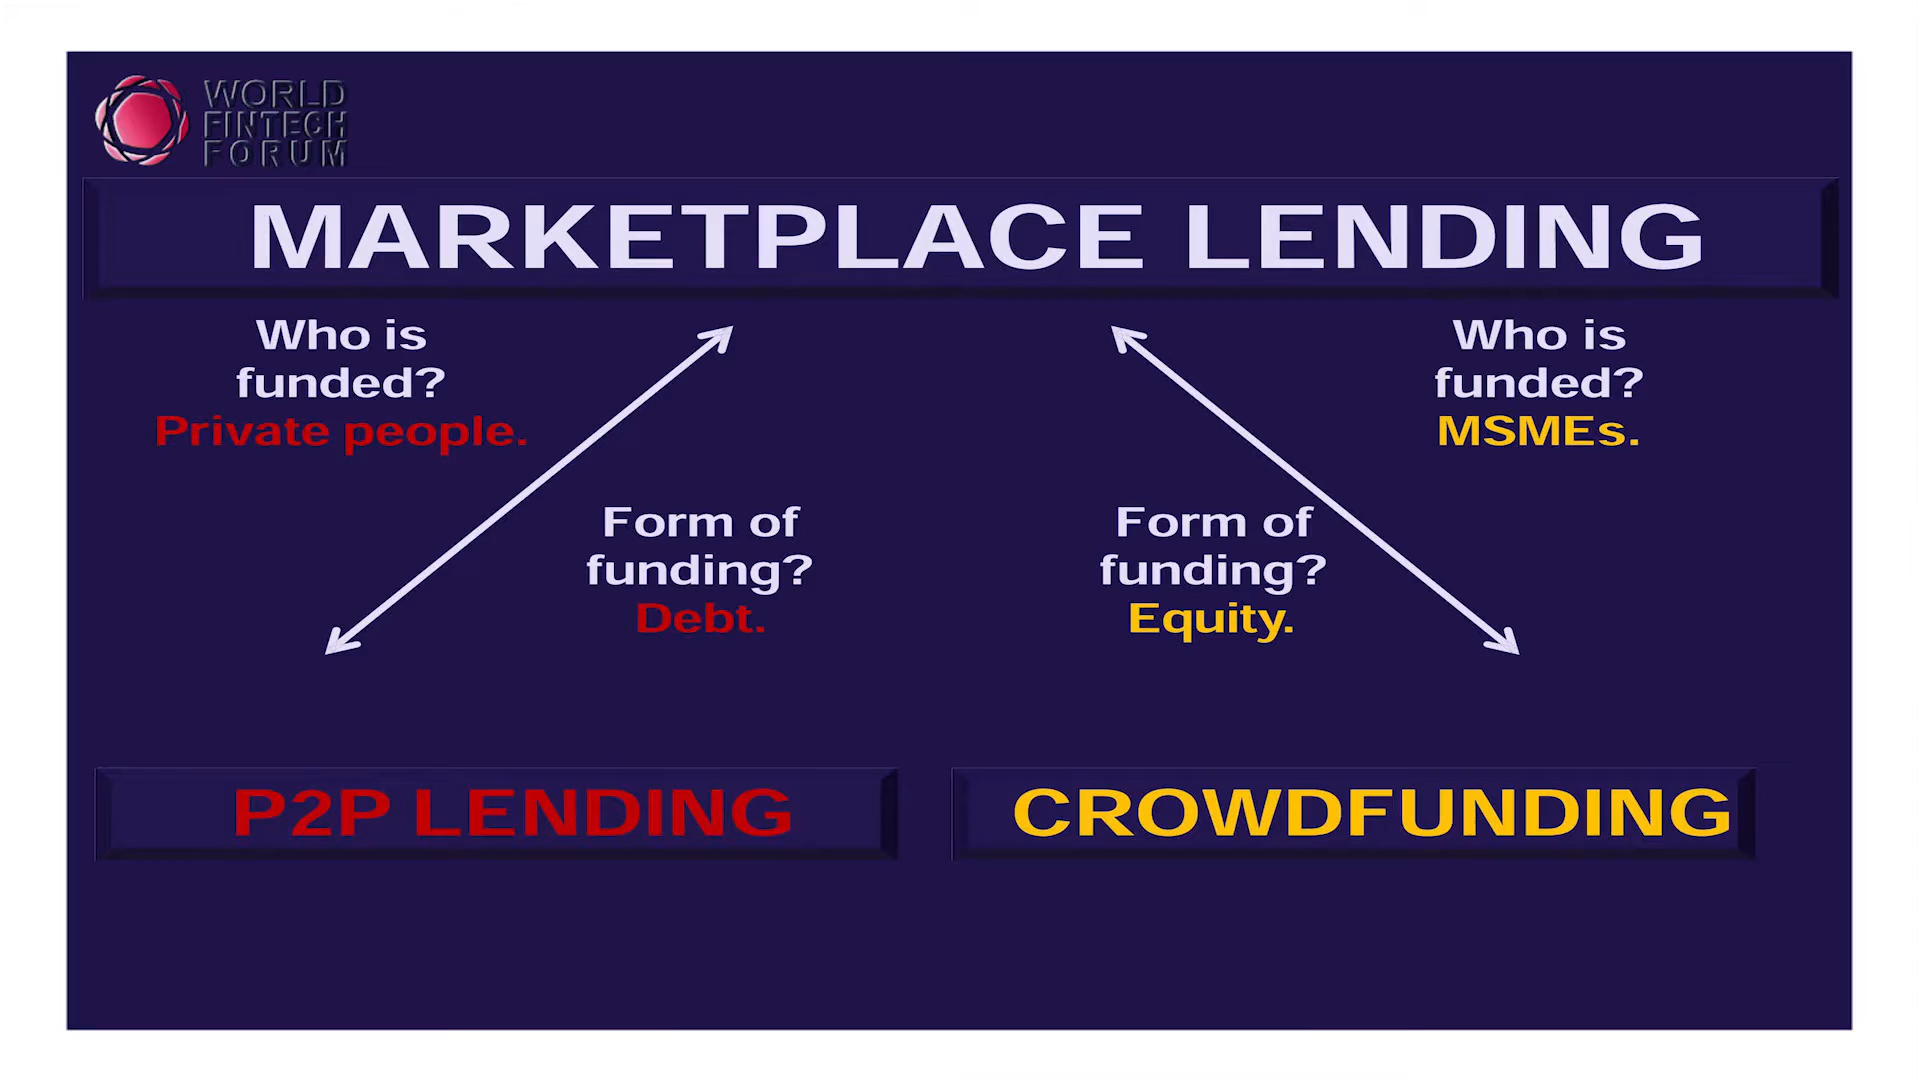 WORLD
FINTECH
FORUM
MARKETPLACE LENDING
Who is
funded?
Private people.
Who is
funded?
MSMEs.
Form of
funding?
Debt.
Form of
funding?
Equity.
P2P LENDING
CROWDFUNDING